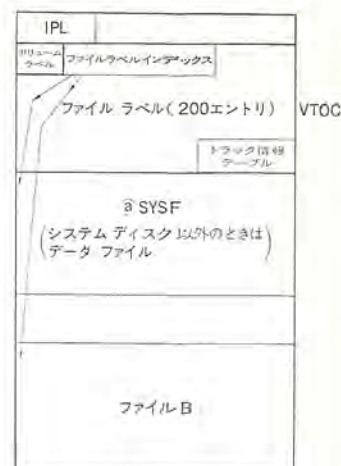 IPL
ボリューム
ラベル
ファイルラベルインデックス
ファイル ラベル(200エントリ)
VTOC
トラック情報
テーブル
ⓐ SYSF
(システム ディスク以外のときは
データ ファイル)
ファイル B